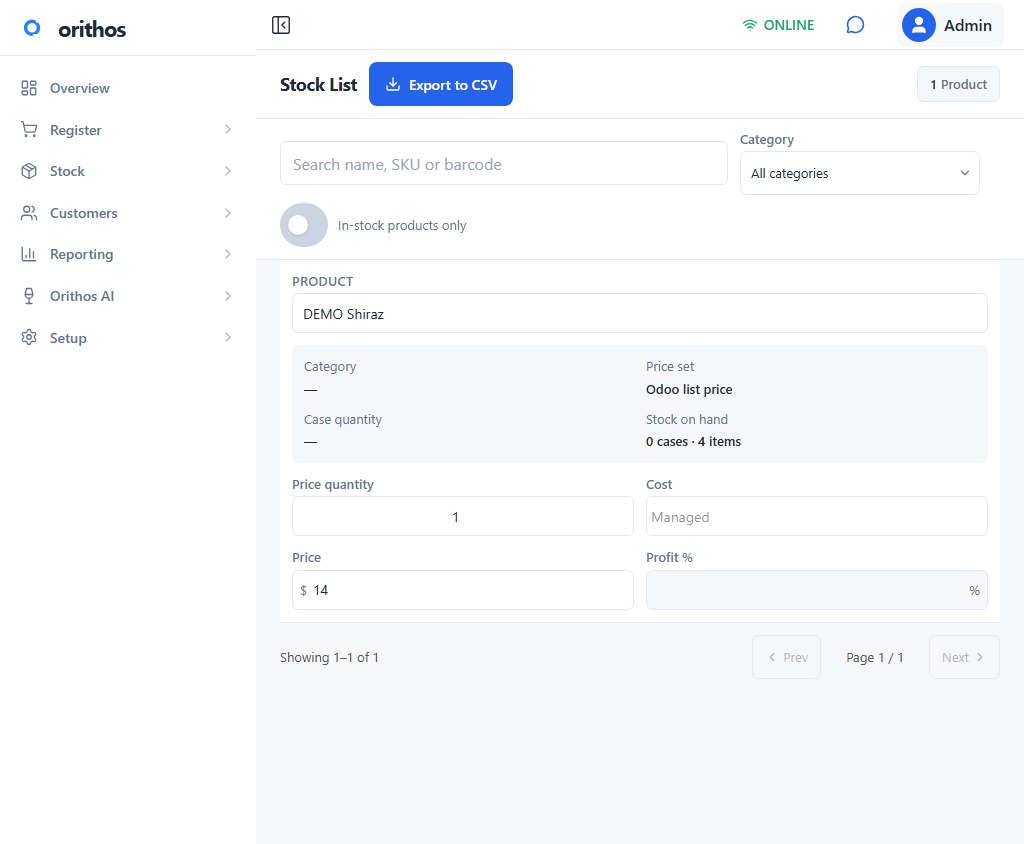 orithos
ONLINE
Admin
Overview
Register
Stock
Customers
Reporting
Orithos AI
Setup
Stock List
Export to CSV
1 Product
Search name, SKU or barcode
Category
All categories
In-stock products only
PRODUCT
DEMO Shiraz
Category
—
Price set
Odoo list price
Case quantity
—
Stock on hand
0 cases · 4 items
Price quantity
1
Cost
Managed
Price
$ 14
Profit %
%
Showing 1–1 of 1
Prev
Page 1 / 1
Next